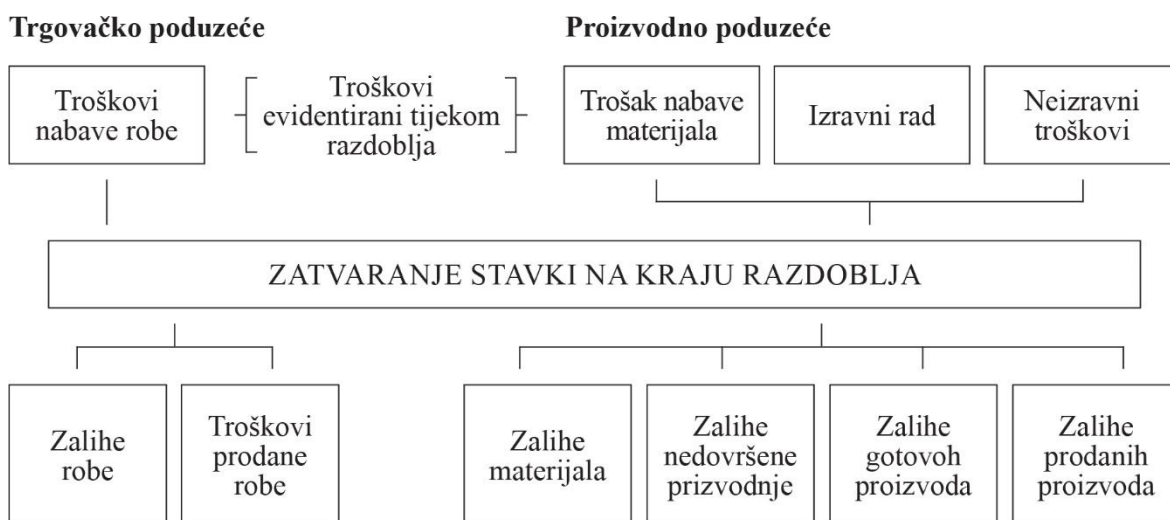 Trgovačko poduzeće
Proizvodno poduzeće
Troškovi
nabave robe
Troškovi
evidentirani tijekom
razdoblja
Trošak nabave
materijala
Izravni rad
Neizravni
troškovi
ZATVARANJE STAVKI NA KRAJU RAZDOBLJA
Zalihe
robe
Troškovi
prodane
robe
Zalihe
materijala
Zalihe
nedovršene
prizvodnje
Zalihe
gotovoh
proizvoda
Zalihe
prodanih
proizvoda